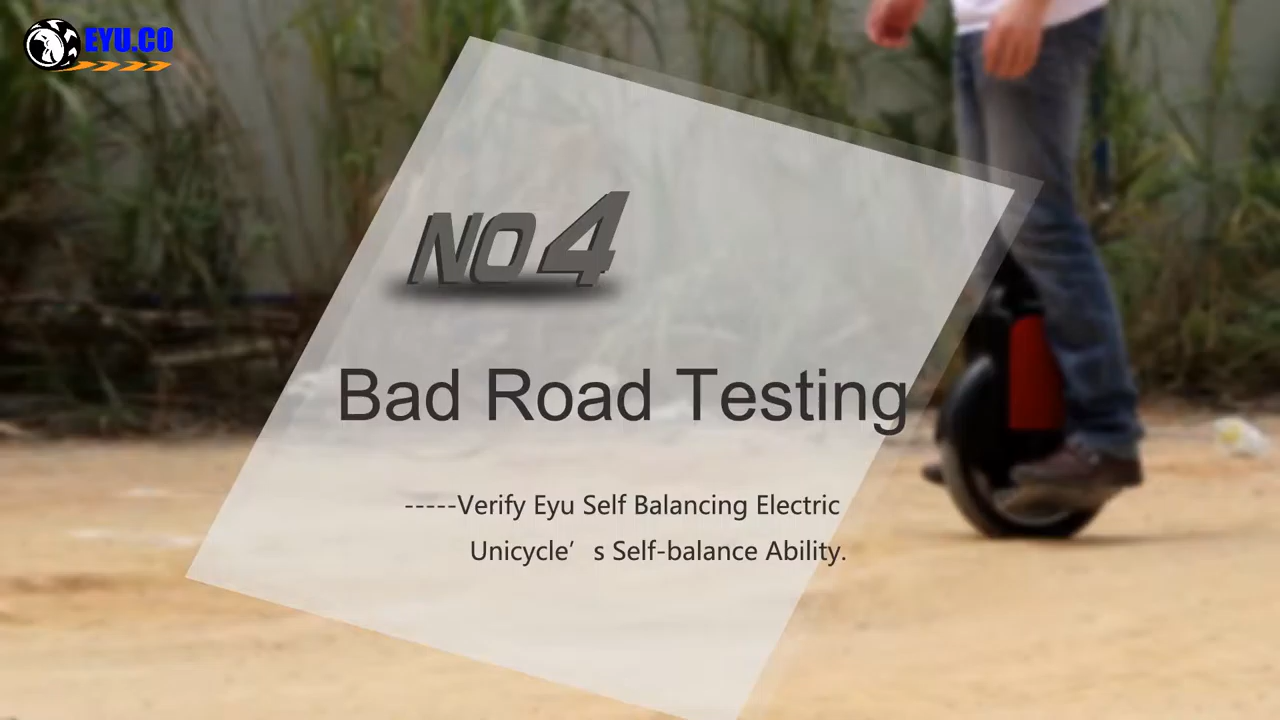 EYU.CO
NO 4
Bad Road Testing
-----Verify Eyu Self Balancing Electric
Unicycle’ s Self-balance Ability.